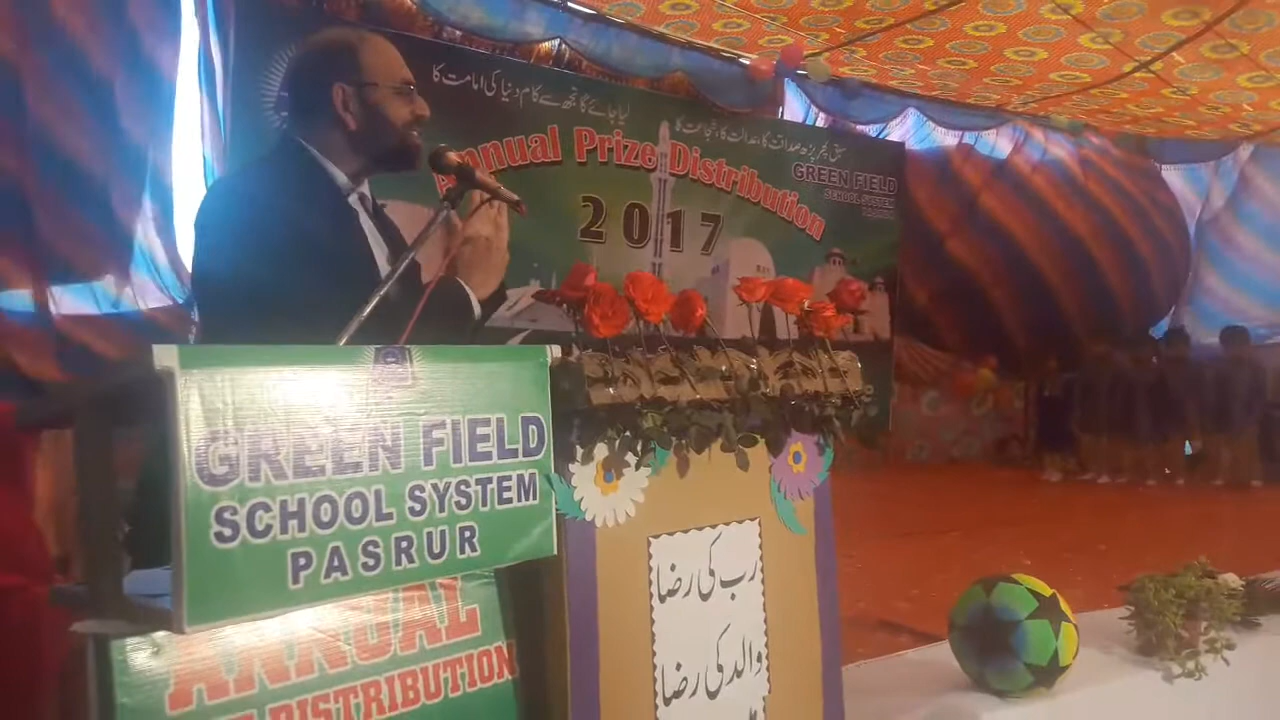 سبق پھر پڑھ صداقت کا، عدالت کا، شجاعت کا
لیا جائے گا تجھ سے کام دنیا کی امامت کا
Annual Prize Distribution
2017
GREEN FIELD
SCHOOL SYSTEM
PASRUR
GREEN FIELD
SCHOOL SYSTEM
PASRUR
ANNUAL
DISTRIBUTION
رب کی رضا
والد کی رضا